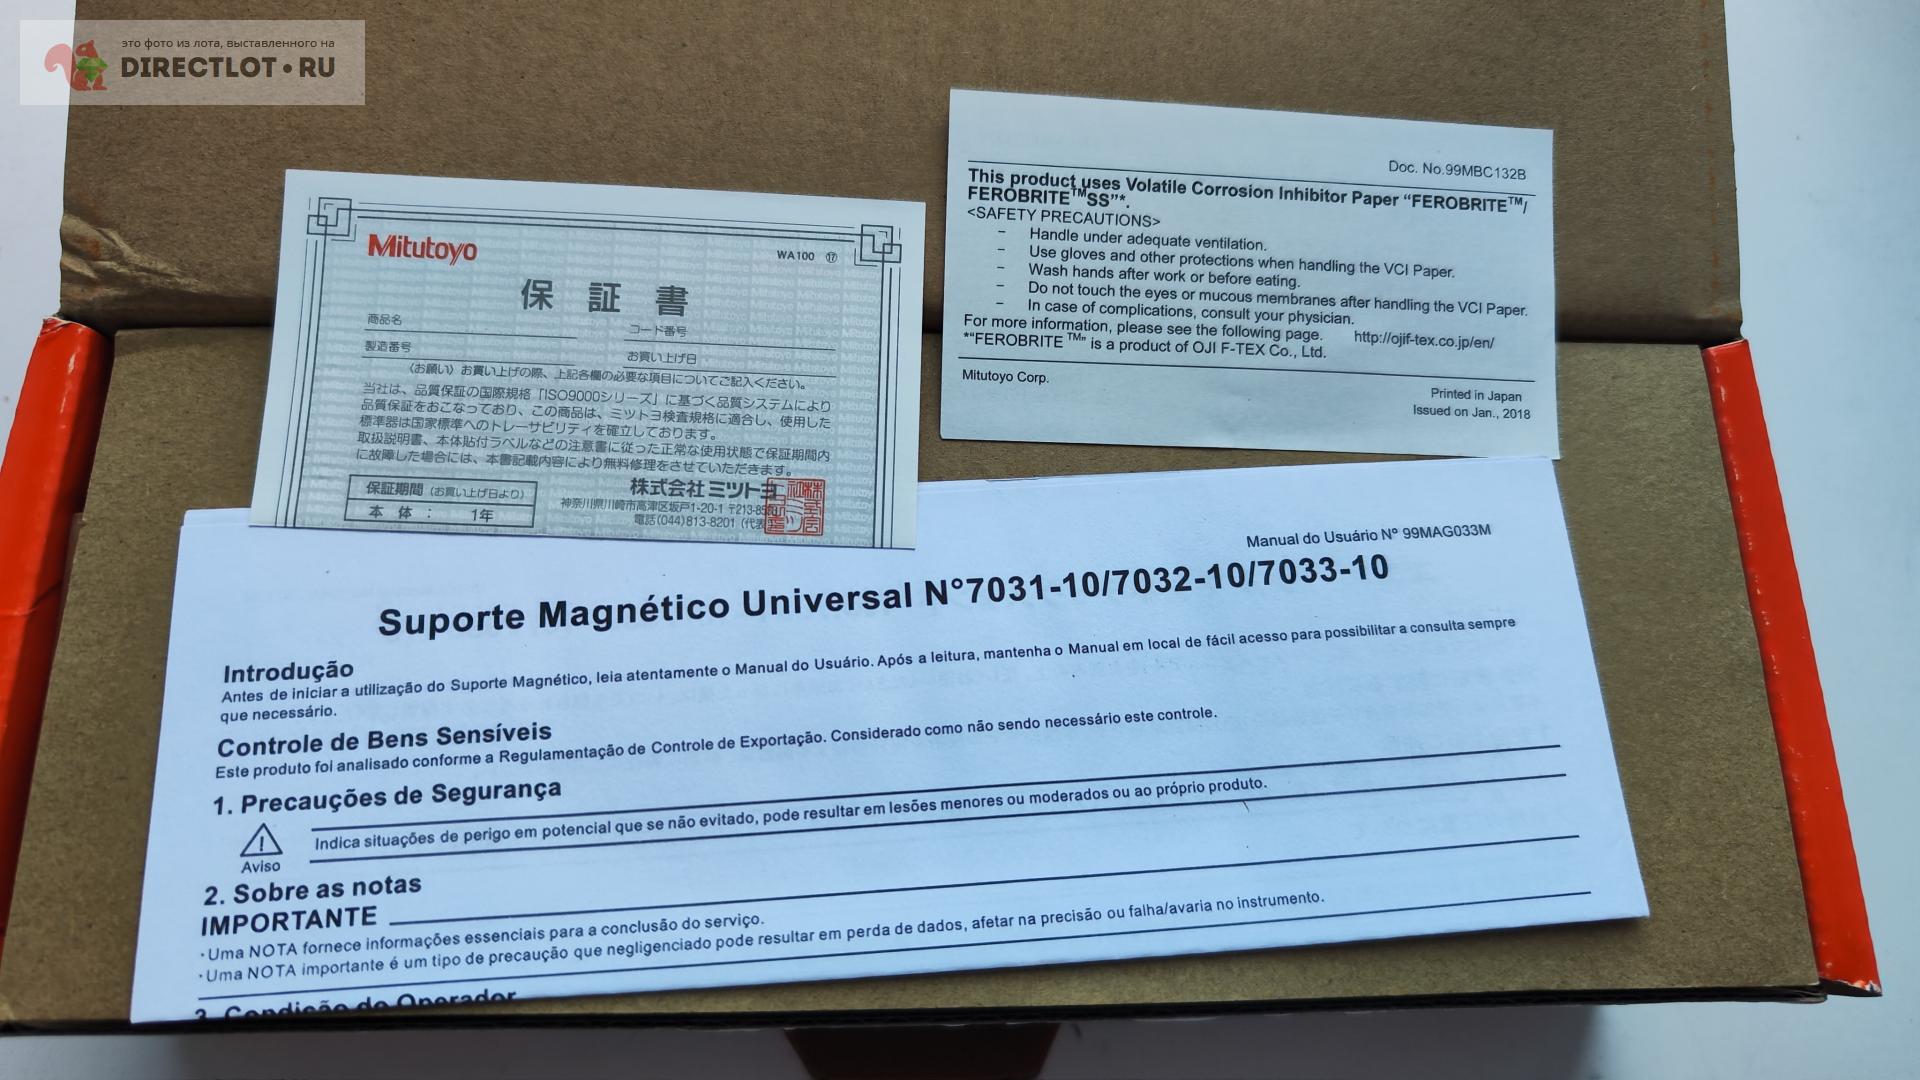 это фото из лота, выставленного на
DIRECTLOT•RU
Mitutoyo
WA100 ⑰
保証書
商品名
コード番号
製造番号
お買い上げ日
(お願い) お買い上げの際、上記各欄の必要な項目についてご記入ください。
当社は、品質保証の国際規格「ISO9000シリーズ」に基づく品質システムにより
品質保証をおこなっており、この商品は、ミツトヨ検査規格に適合し、使用した
標準器は国家標準へのトレーサビリティを確立しております。
取扱説明書、本体貼付ラベルなどの注意書に従った正常な使用状態で保証期間内
に故障した場合には、本書記載内容により無料修理をさせていただきます。
保証期間 (お買い上げ日より)
本体: 1年
株式会社ミツトヨ
神奈川県川崎市高津区坂戸1-20-1 〒213-85
電話(044)813-8201 (代表
Doc. No.99MBC132B
This product uses Volatile Corrosion Inhibitor Paper “FEROBRITE™/
FEROBRITE™SS”*.
<SAFETY PRECAUTIONS>
– Handle under adequate ventilation.
– Use gloves and other protections when handling the VCI Paper.
– Wash hands after work or before eating.
– Do not touch the eyes or mucous membranes after handling the VCI Paper.
– In case of complications, consult your physician.
For more information, please see the following page. http://ojif-tex.co.jp/en/
*“FEROBRITE ™” is a product of OJI F-TEX Co., Ltd.
Mitutoyo Corp.
Printed in Japan
Issued on Jan., 2018
Manual do Usuário Nº 99MAG033M
Suporte Magnético Universal N°7031-10/7032-10/7033-10
Introdução
Antes de iniciar a utilização do Suporte Magnético, leia atentamente o Manual do Usuário. Após a leitura, mantenha o Manual em local de fácil acesso para possibilitar a consulta sempre
que necessário.
Controle de Bens Sensíveis
Este produto foi analisado conforme a Regulamentação de Controle de Exportação. Considerado como não sendo necessário este controle.
1. Precauções de Segurança
Indica situações de perigo em potencial que se não evitado, pode resultar em lesões menores ou moderados ou ao próprio produto.
Aviso
2. Sobre as notas
IMPORTANTE
·Uma NOTA fornece informações essenciais para a conclusão do serviço.
·Uma NOTA importante é um tipo de precaução que negligenciado pode resultar em perda de dados, afetar na precisão ou falha/avaria no instrumento.
3. Condição do Operador